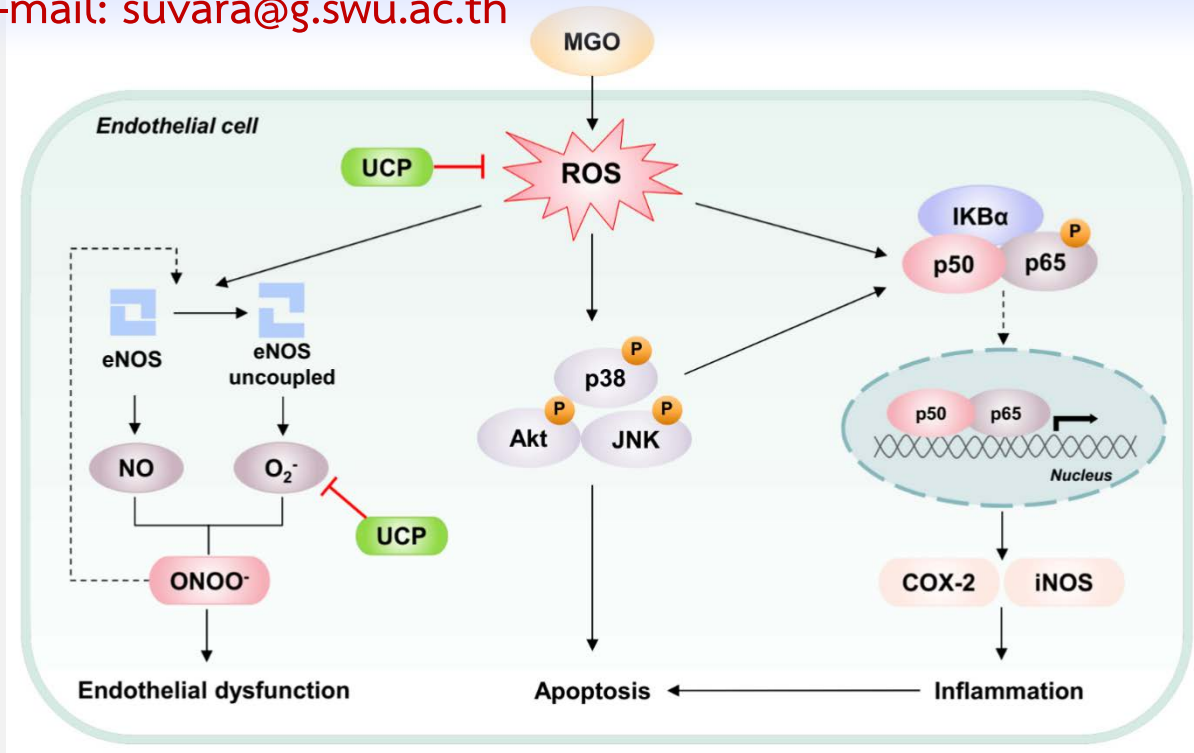 -mail: suvara@g.swu.ac.th
MGO
Endothelial cell
UCP
ROS
IKBα
P
p50
p65
eNOS
eNOS
uncoupled
P
p38
P
Akt
P
JNK
p50
p65
Nucleus
NO
O₂⁻
UCP
ONOO⁻
COX-2
iNOS
Endothelial dysfunction
Apoptosis
Inflammation